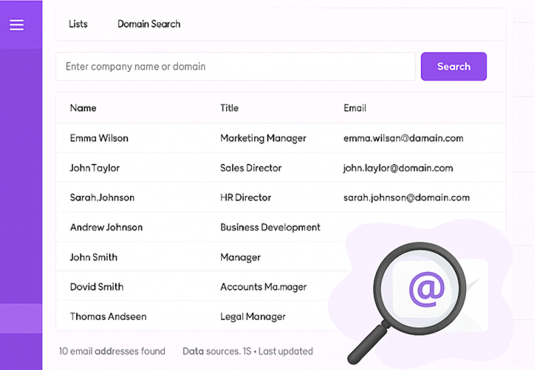 Lists Domain Search
Enter company name or domain Search
Name Title Email
Emma Wilson Marketing Manager emma.wilsan@damain.com
John Taylor Sales Director john.laylor@domain.com
Sarah,Johnson HR Director sarah.johnson@domain.com
Andrew Johnson Business Development
John Smith Manager
Dovid Smith Accounts Ma.mager
Thomas Andseen Legal Manager
@
10 email addresses found Data sources. 1S • Last updated